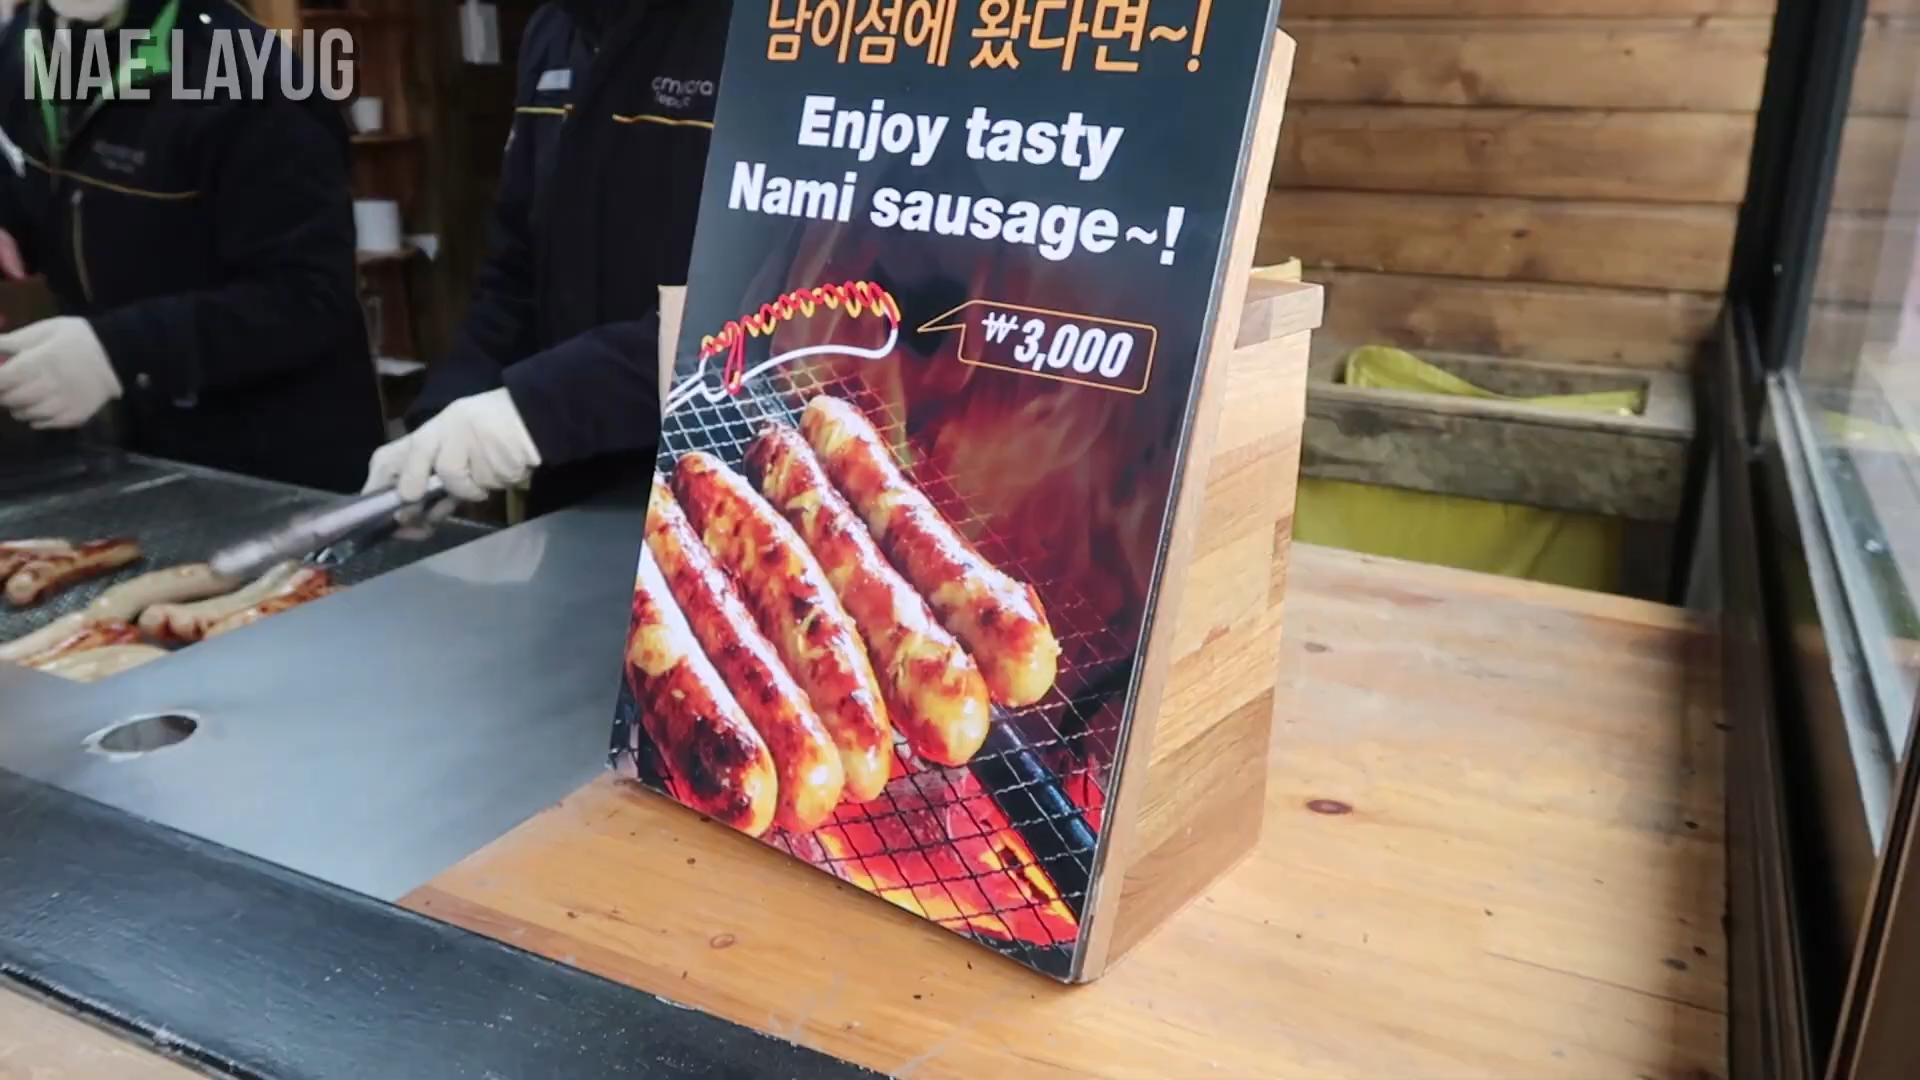 MAE LAYUG
남이섬에 왔다면~!
Enjoy tasty
Nami sausage~!
₩3,000